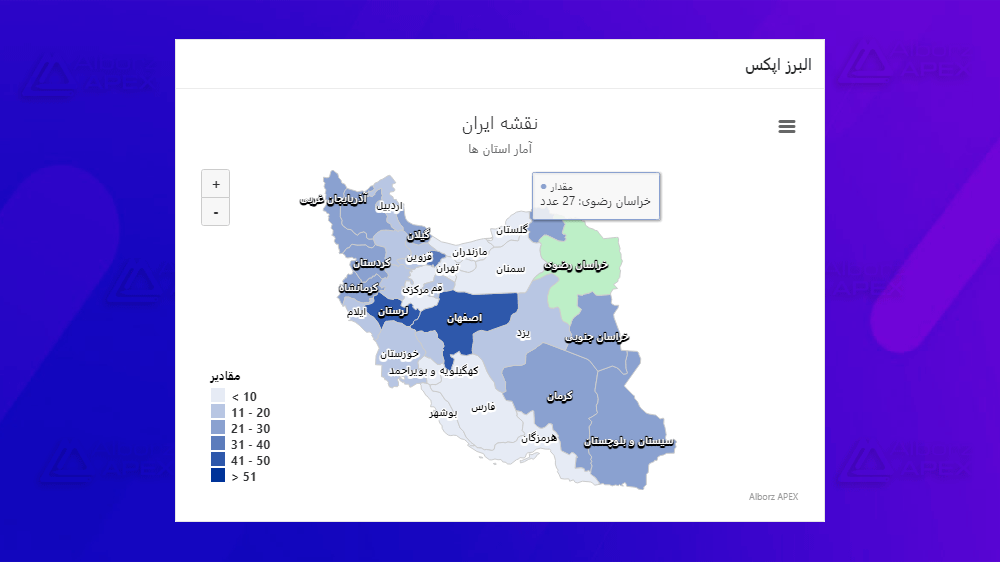 البرز اپکس
نقشه ایران
آمار استان ها
+
-
مقدار
خراسان رضوی: 27 عدد
آذربایجان غربی
اردبیل
گیلان
گلستان
مازندران
قزوین
تهران
کردستان
سمنان
خراسان رضوی
کرمانشاه
قم
مرکزی
ایلام
لرستان
اصفهان
یزد
خراسان جنوبی
خوزستان
کهگیلویه و بویراحمد
بوشهر
فارس
کرمان
هرمزگان
سیستان و بلوچستان
مقادیر
< 10
11 - 20
21 - 30
31 - 40
41 - 50
> 51
Alborz APEX